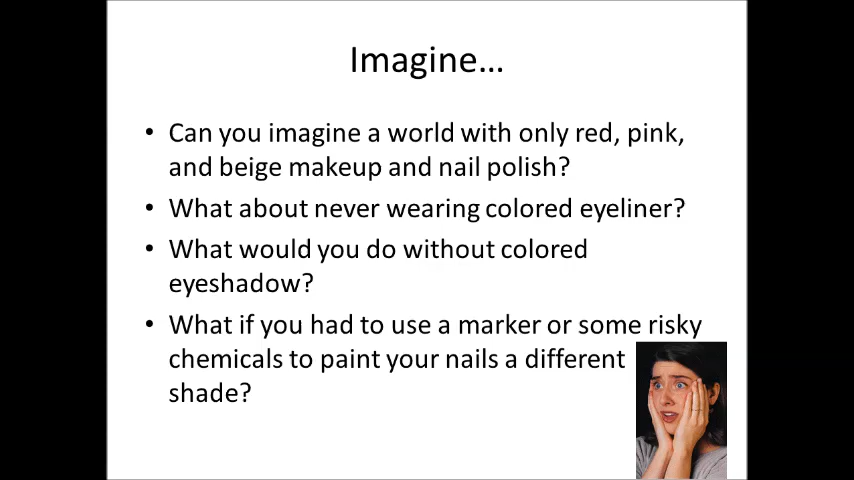 Imagine…
• Can you imagine a world with only red, pink,
and beige makeup and nail polish?
• What about never wearing colored eyeliner?
• What would you do without colored
eyeshadow?
• What if you had to use a marker or some risky
chemicals to paint your nails a different
shade?